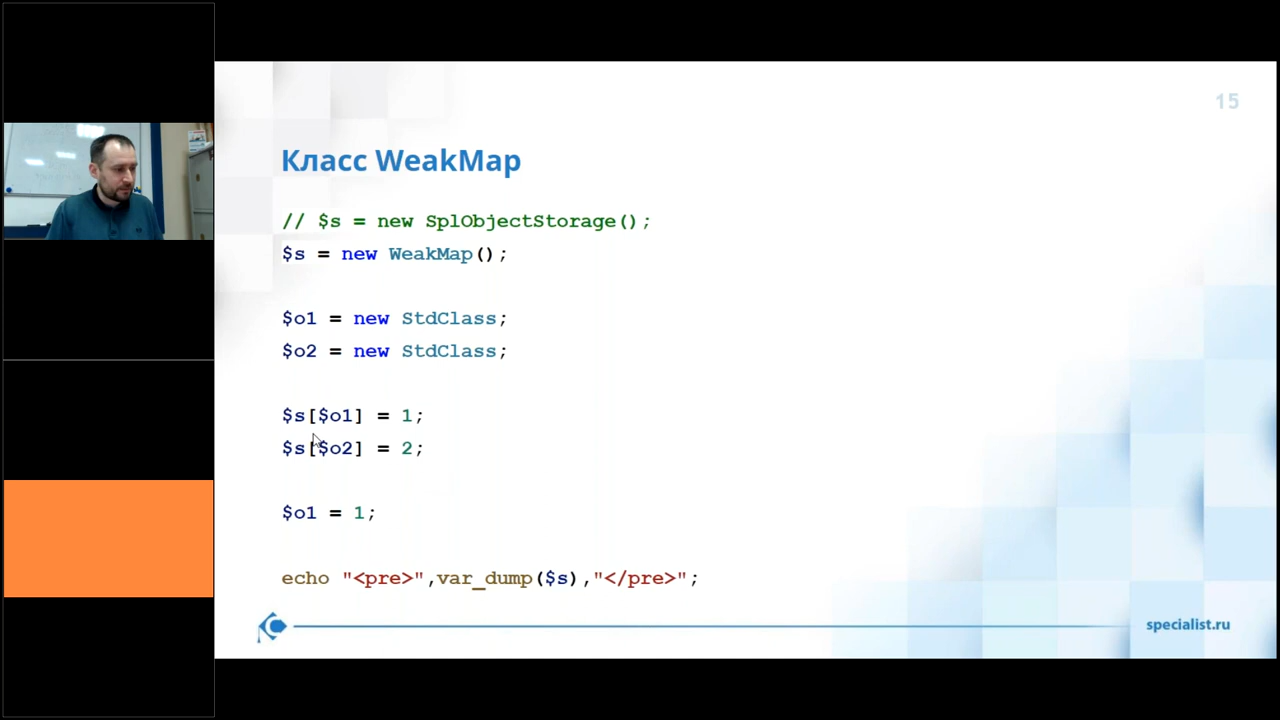 15
Класс WeakMap
// $s = new SplObjectStorage();
$s = new WeakMap();
$o1 = new StdClass;
$o2 = new StdClass;
$s[$o1] = 1;
$s[$o2] = 2;
$o1 = 1;
echo "<pre>",var_dump($s),"</pre>";
specialist.ru